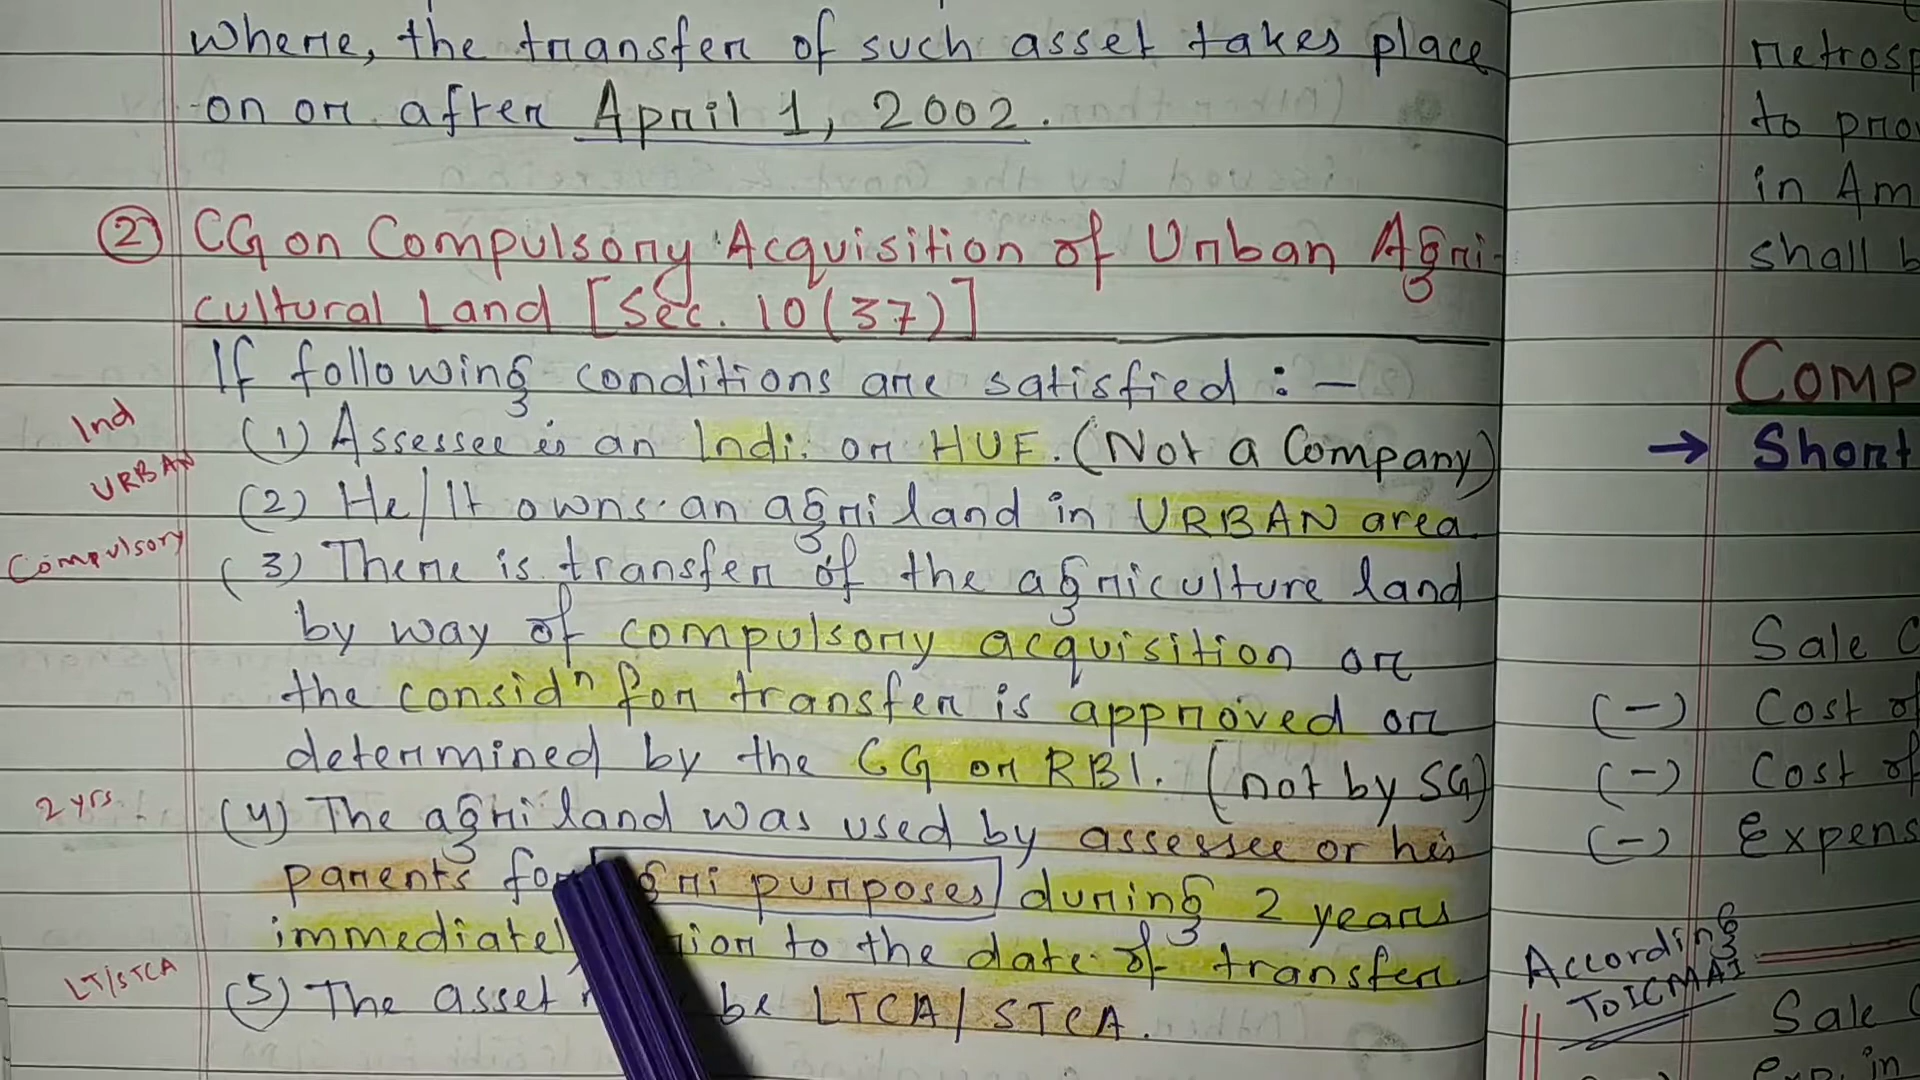 where, the transfer of such asset takes place
on or after April 1, 2002.
② CG on Compulsory Acquisition of Urban Agri-
cultural Land [Sec. 10(37)]
If following conditions are satisfied :-
Ind
(1) Assessee is an Indi. or HUF. (Not a Company)
URBAN
(2) He/It owns an agri land in URBAN area.
Compulsory
(3) There is transfer of the agriculture land
by way of compulsory acquisition or
the considⁿ for transfer is approved or
determined by the CG or RBI. (not by SG)
2 yrs.
(4) The agri land was used by assessee or his
parents for agri purposes during 2 years
immediately prior to the date of transfer.
LT/STCA
(5) The asset be LTCA/STCA.
to
in Am
shall b
Comp
→ Short
Sale C
(-) Cost of
(-) Cost of
(-) Expens
According
To ICMAI
Sale
exp. in